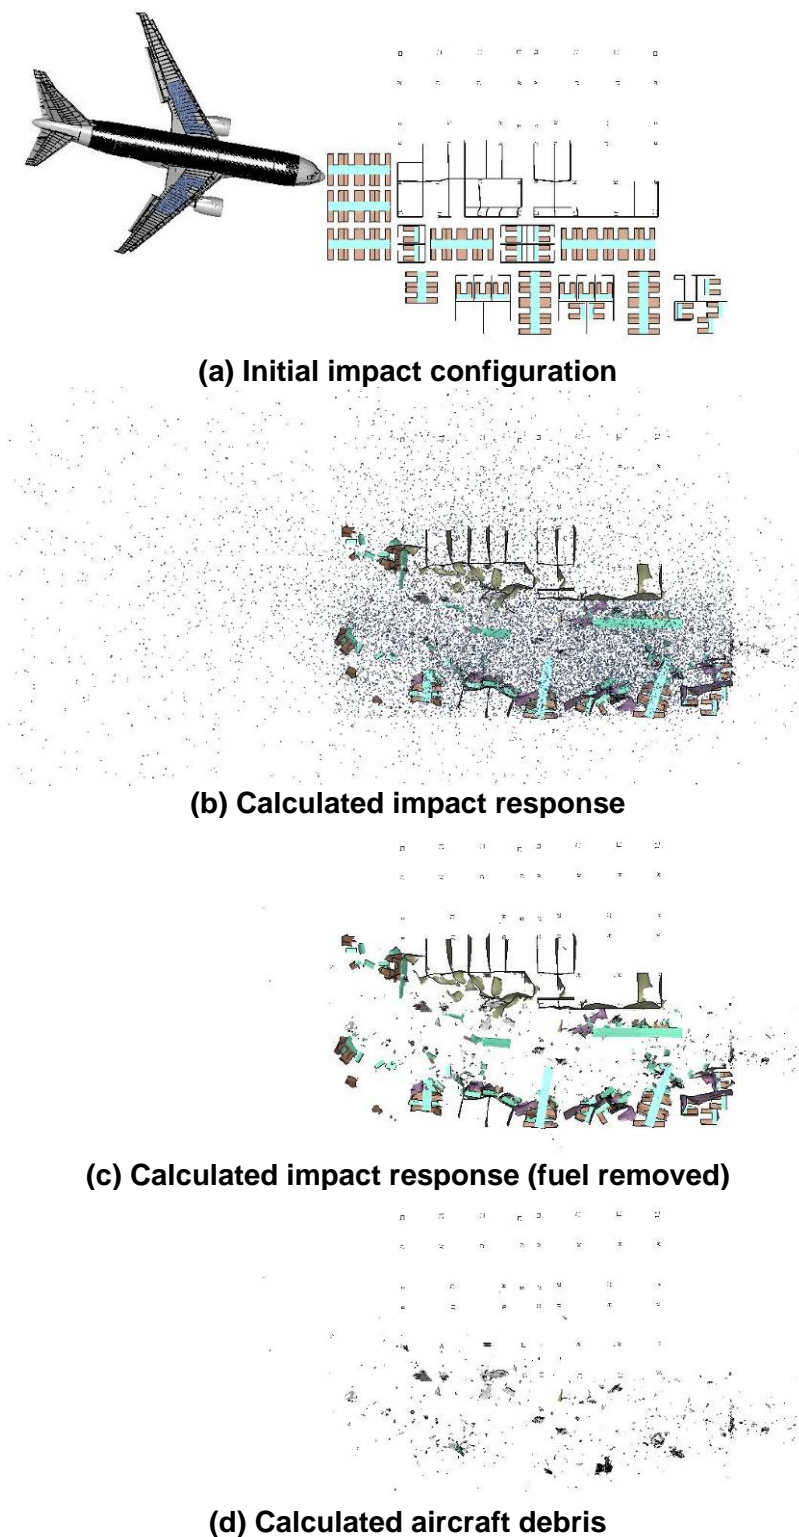 (a) Initial impact configuration
(b) Calculated impact response
(c) Calculated impact response (fuel removed)
(d) Calculated aircraft debris